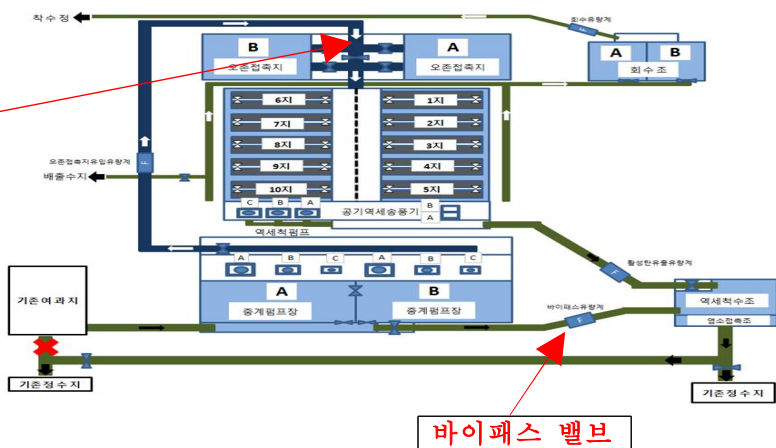 착수정
회수유량계
F
B
A
오존접촉지
오존접촉지
A
B
회 수 조
6지
1지
7지
2지
8지
3지
9지
4지
10지
5지
오존접촉지유입유량계
F
배출수지
C
B
A
공기역세송풍기
B
A
역세척펌프
A
B
C
A
B
C
활성탄유출유량계
F
기존여과지
A
B
중계펌프장
중계펌프장
바이패스유량계
F
역세척수조
염소접촉조
기존정수지
기존정수지
바이패스 밸브